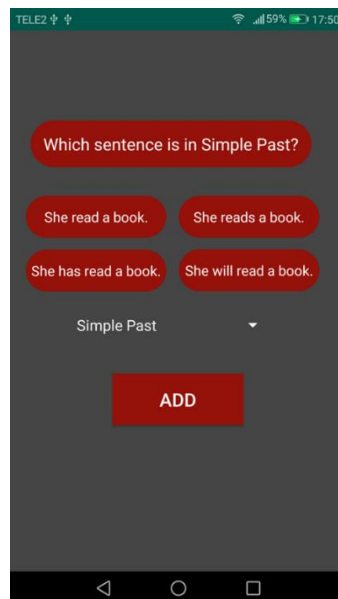 TELE2 59% 17:50
Which sentence is in Simple Past?
She read a book. She reads a book.
She has read a book. She will read a book.
Simple Past
ADD